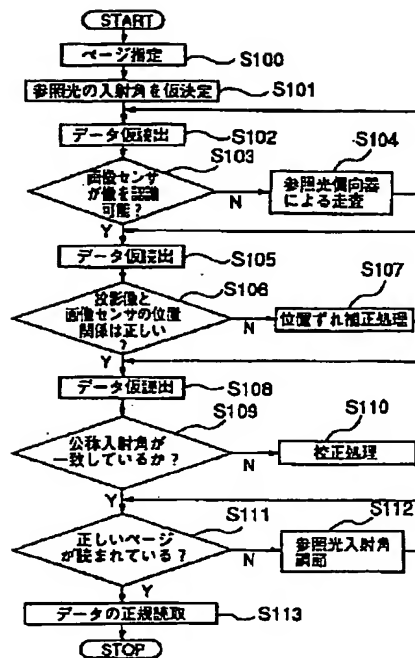 START
ページ指定
S100
参照光の入射角を仮決定
S101
データ仮読出
S102
S103
画像センサ
が像を認識
可能?
N
Y
S104
参照光偏向器
による走査
データ仮読出
S105
S106
投影像と
画像センサの位置
関係は正しい
?
N
Y
S107
位置ずれ補正処理
データ仮読出
S108
S109
公称入射角が
一致しているか?
N
Y
S110
校正処理
S111
正しいページ
が読まれている?
N
Y
S112
参照光入射角
調節
データの正規読取
S113
STOP